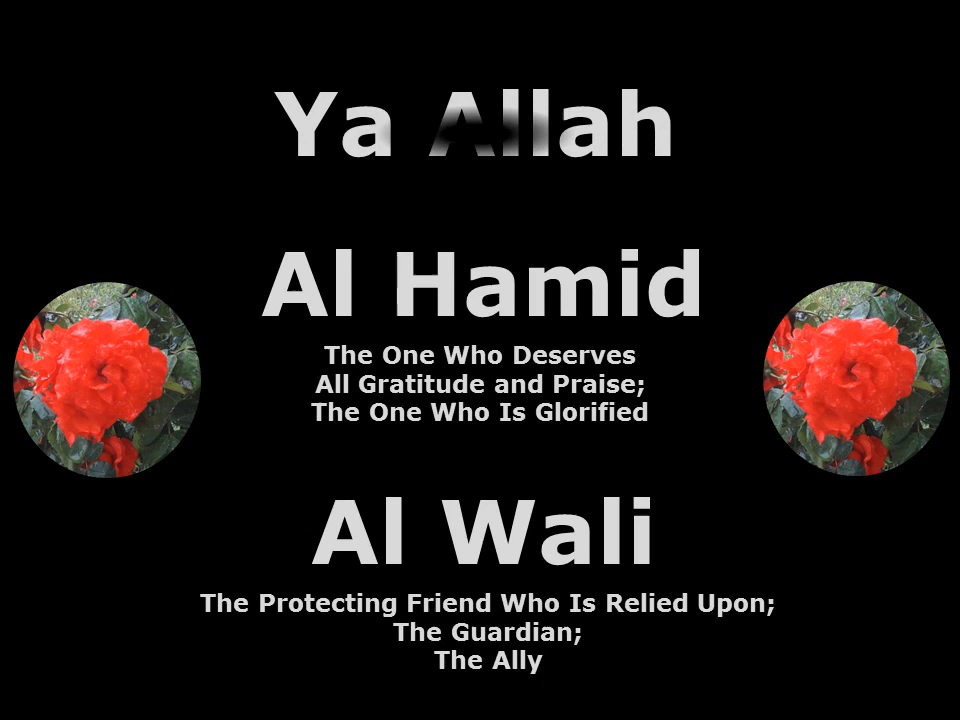 Ya Allah
Al Hamid
The One Who Deserves
All Gratitude and Praise;
The One Who Is Glorified
Al Wali
The Protecting Friend Who Is Relied Upon;
The Guardian;
The Ally